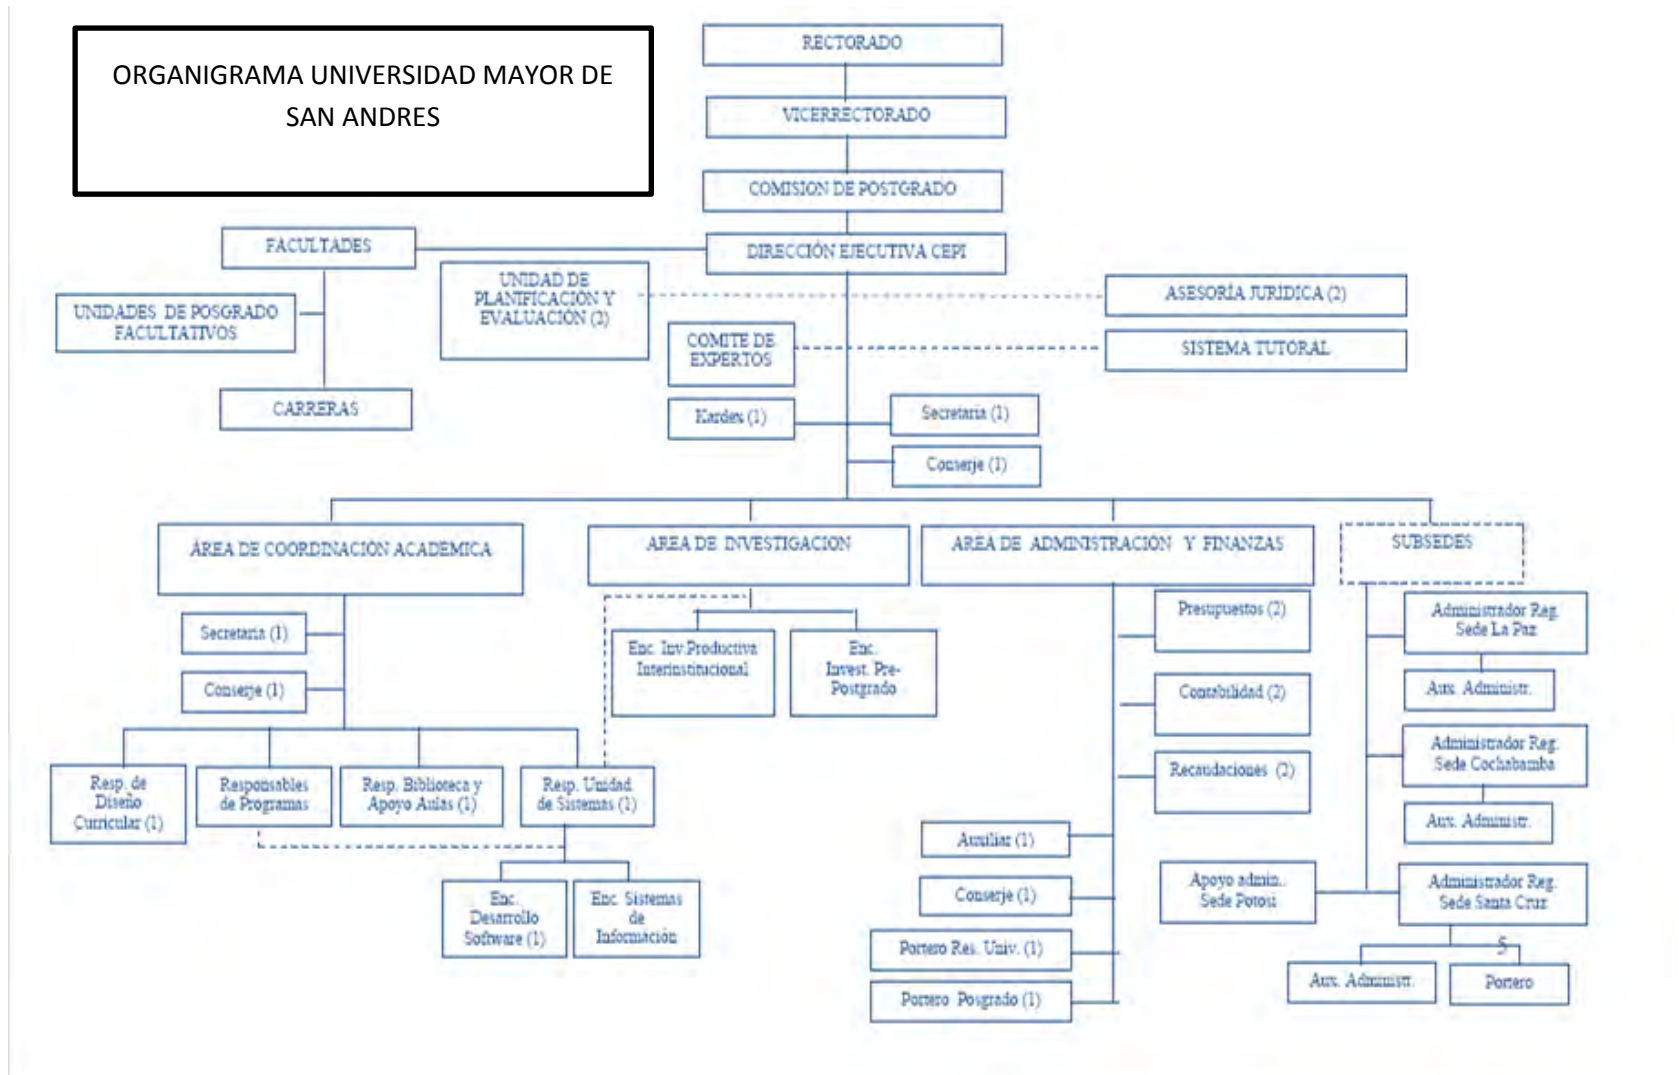 ORGANIGRAMA UNIVERSIDAD MAYOR DE
SAN ANDRES
RECTORADO
VICERRECTORADO
COMISION DE POSTGRADO
DIRECCIÓN EJECUTIVA CEPI
FACULTADES
UNIDADES DE POSGRADO
FACULTATIVOS
CARRERAS
UNIDAD DE
PLANIFICACIÓN Y
EVALUACIÓN (2)
ASESORÍA JURÍDICA (2)
COMITE DE
EXPERTOS
SISTEMA TUTORAL
Kardex (1)
Secretaria (1)
Conserje (1)
ÁREA DE COORDINACIÓN ACADÉMICA
AREA DE INVESTIGACION
AREA DE ADMINISTRACIÓN Y FINANZAS
SUBSEDES
Secretaria (1)
Conserje (1)
Resp. de
Diseño
Curricular (1)
Responsables
de Programas
Resp. Biblioteca y
Apoyo Aulas (1)
Resp. Unidad
de Sistemas (1)
Enc.
Desarrollo
Software (1)
Enc. Sistemas
de
Información
Enc. Inv.Productiva
Interinstitucional
Enc.
Invest. Pre-
Postgrado
Presupuestos (2)
Contabilidad (2)
Recaudaciones (2)
Auxiliar (1)
Conserje (1)
Portero Res. Univ. (1)
Portero Posgrado (1)
Administrador Reg.
Sede La Paz
Aux. Administr.
Administrador Reg.
Sede Cochabamba
Aux. Administr.
Apoyo admin..
Sede Potosi
Administrador Reg.
Sede Santa Cruz
5
Aux. Administr.
Portero